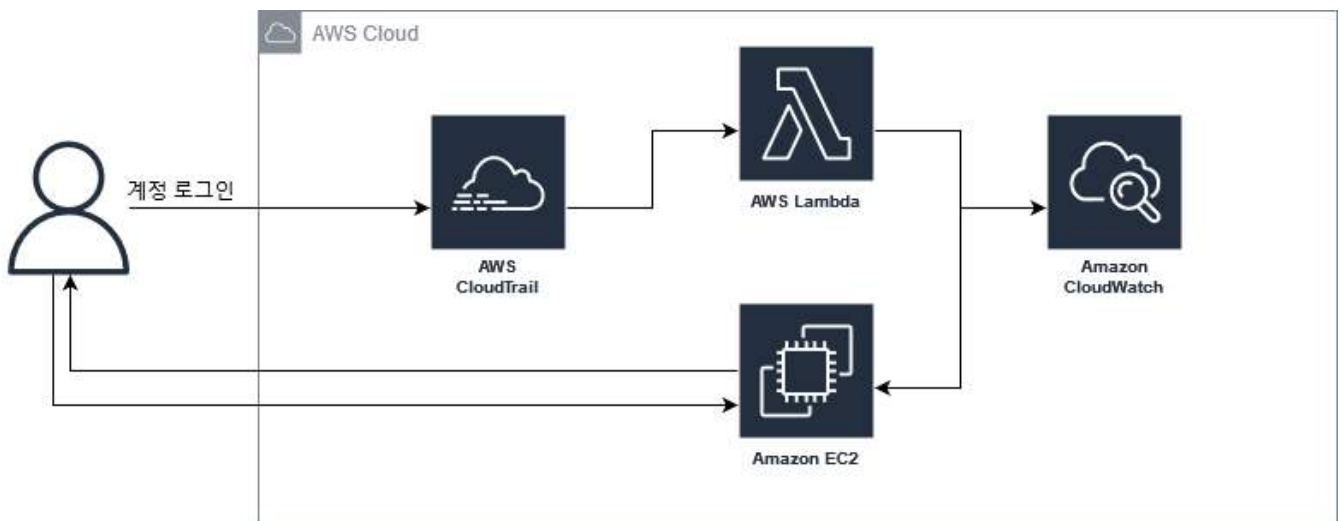 AWS Cloud
계정 로그인
AWS Lambda
AWS
CloudTrail
Amazon
CloudWatch
Amazon EC2